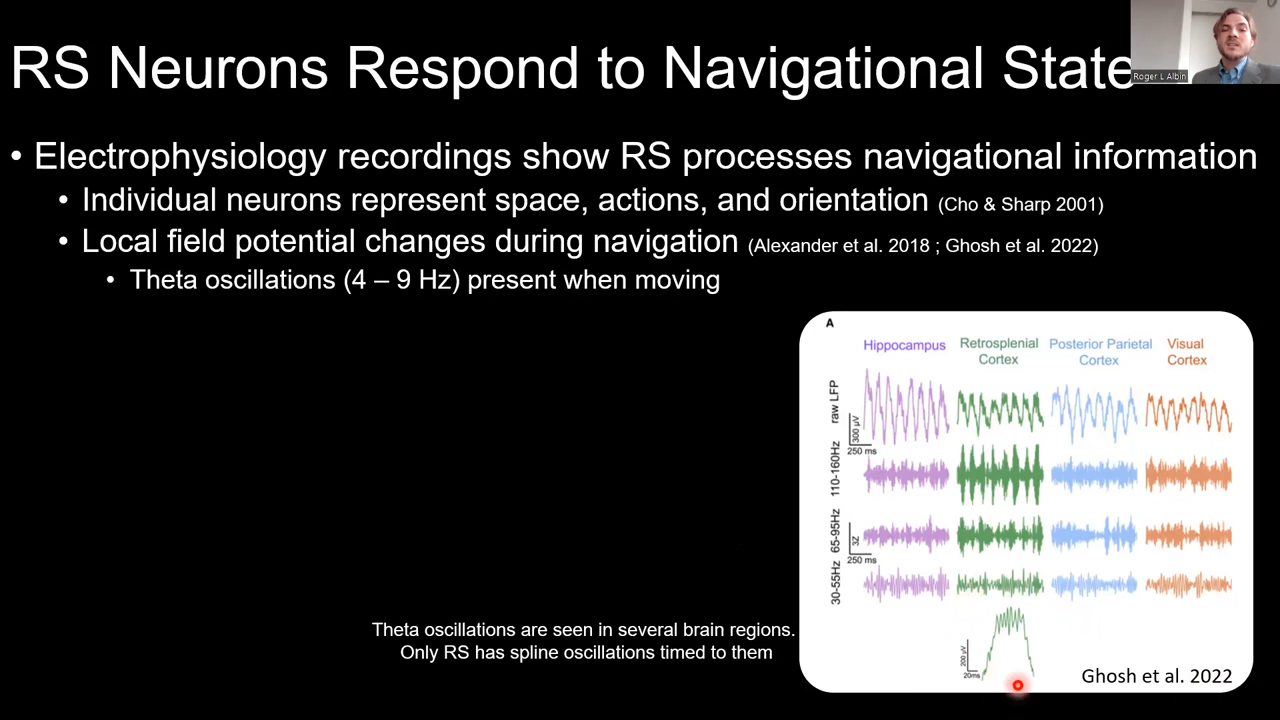 RS Neurons Respond to Navigational State
Roger L Albin
• Electrophysiology recordings show RS processes navigational information
• Individual neurons represent space, actions, and orientation (Cho & Sharp 2001)
• Local field potential changes during navigation (Alexander et al. 2018 ; Ghosh et al. 2022)
• Theta oscillations (4 – 9 Hz) present when moving
A
Hippocampus
Retrosplenial
Cortex
Posterior Parietal
Cortex
Visual
Cortex
raw LFP
300 μV
250 ms
110-160Hz
65-95Hz
3Z
250 ms
30-55Hz
200 μV
20ms
Theta oscillations are seen in several brain regions.
Only RS has spline oscillations timed to them
Ghosh et al. 2022